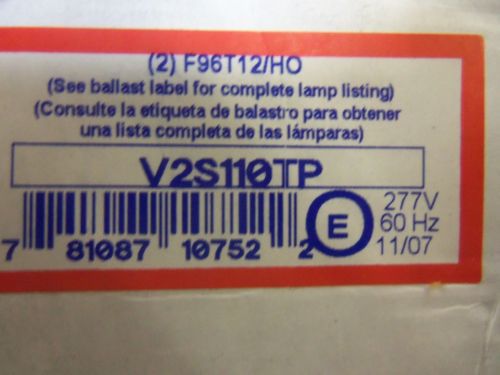 (2) F96T12/HO
(See ballast label for complete lamp listing)
(Consulte la etiqueta de balastro para obtener
una lista completa de las lámparas)
V2S110TP
E
277V
60 Hz
11/07
7 81087 10752 2